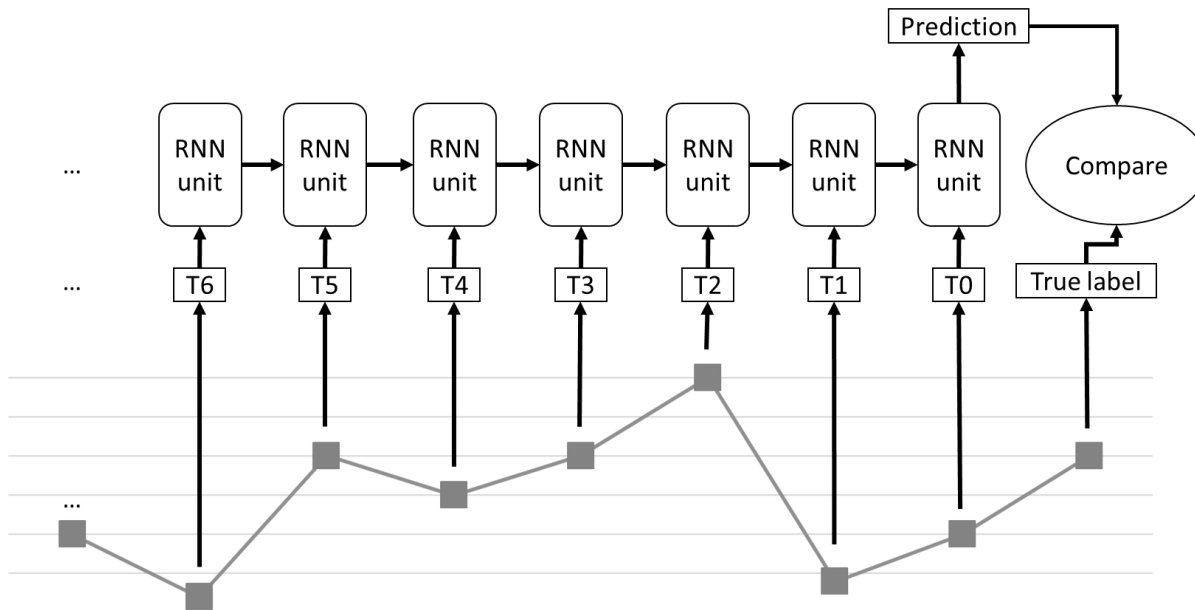 Prediction
RNN
unit
RNN
unit
RNN
unit
RNN
unit
RNN
unit
RNN
unit
RNN
unit
Compare
...
...
T6
T5
T4
T3
T2
T1
T0
True label
...